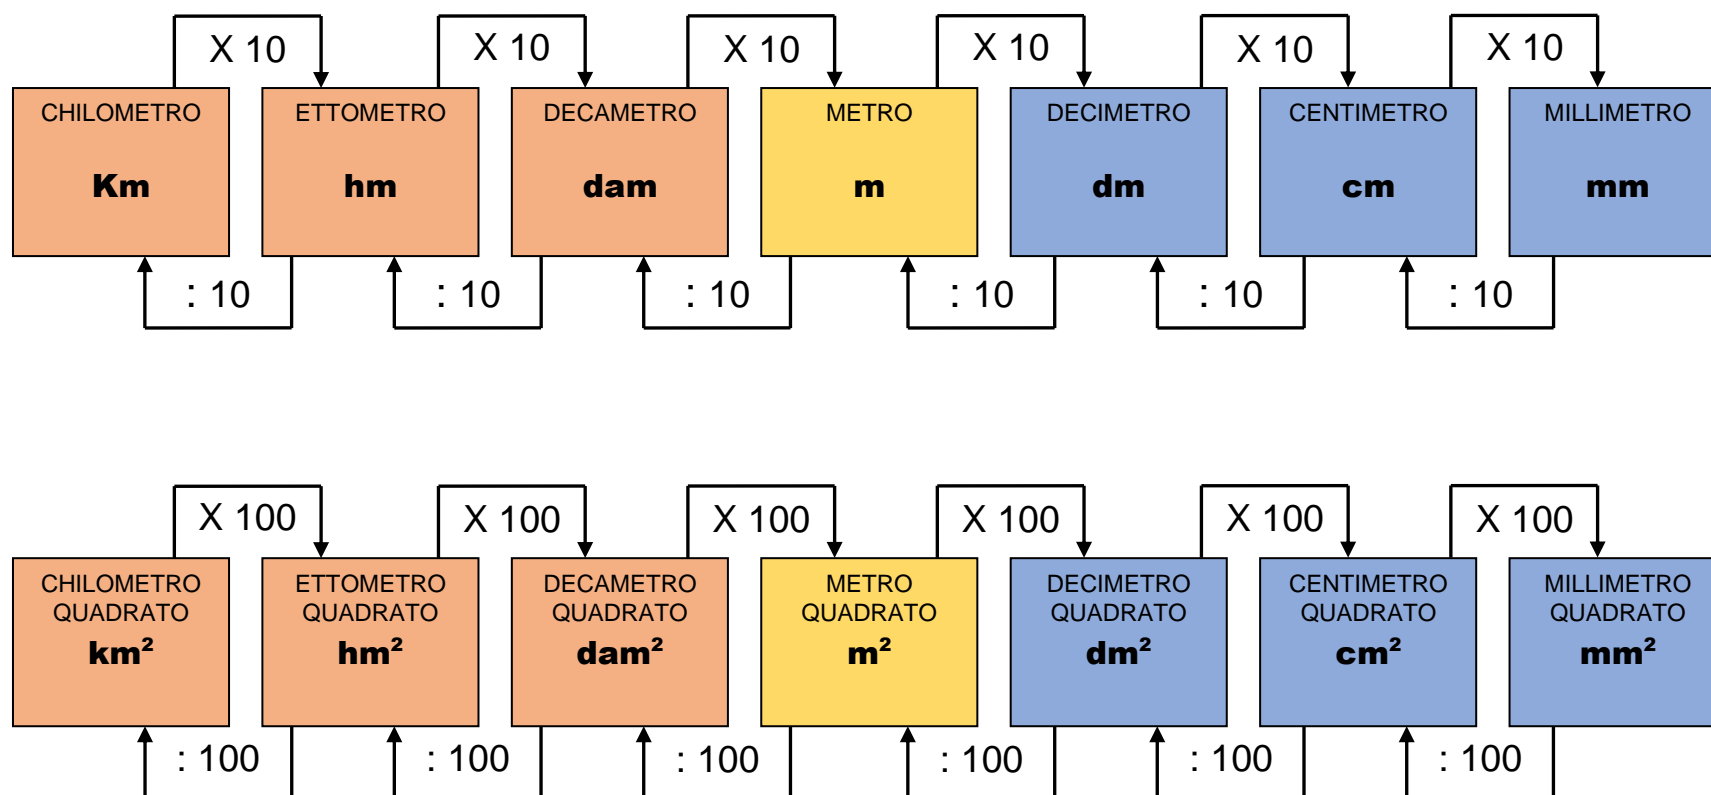 X 10 X 10 X 10 X 10 X 10 X 10
CHILOMETRO ETTOMETRO DECAMETRO METRO DECIMETRO CENTIMETRO MILLIMETRO
Km hm dam m dm cm mm
: 10 : 10 : 10 : 10 : 10 : 10
X 100 X 100 X 100 X 100 X 100 X 100
CHILOMETRO ETTOMETRO DECAMETRO METRO DECIMETRO CENTIMETRO MILLIMETRO
QUADRATO QUADRATO QUADRATO QUADRATO QUADRATO QUADRATO QUADRATO
km² hm² dam² m² dm² cm² mm²
: 100 : 100 : 100 : 100 : 100 : 100